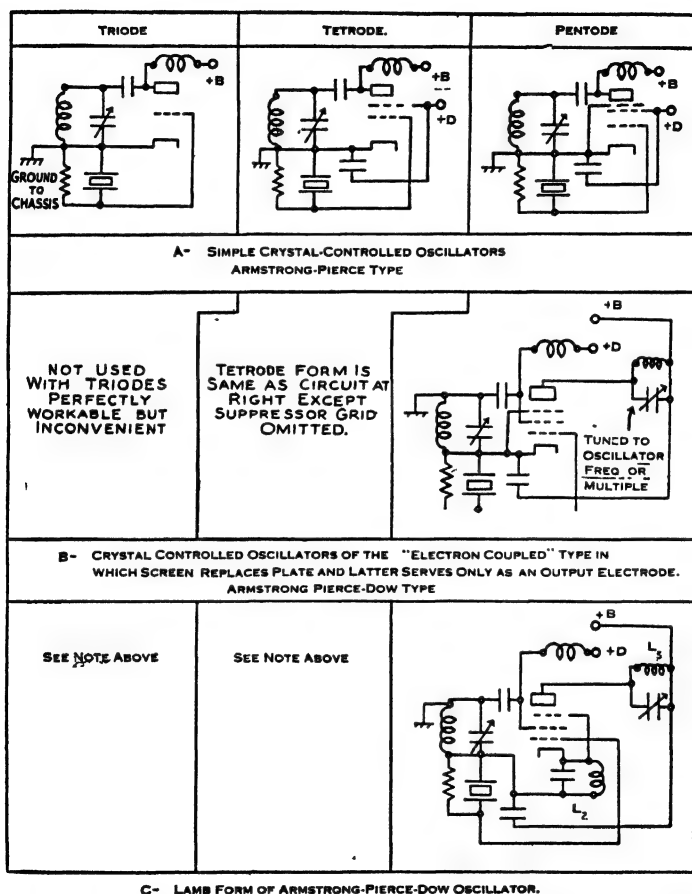 TRIODE
TETRODE.
PENTODE
+B
GROUND
TO
CHASSIS
+B
+D
+B
+D
A- SIMPLE CRYSTAL-CONTROLLED OSCILLATORS
ARMSTRONG-PIERCE TYPE
NOT USED
WITH TRIODES
PERFECTLY
WORKABLE BUT
INCONVENIENT
TETRODE FORM IS
SAME AS CIRCUIT AT
RIGHT EXCEPT
SUPPRESSOR GRID
OMITTED.
+B
+D
TUNED TO
OSCILLATOR
FREQ OR
MULTIPLE
B- CRYSTAL CONTROLLED OSCILLATORS OF THE "ELECTRON COUPLED" TYPE IN
WHICH SCREEN REPLACES PLATE AND LATTER SERVES ONLY AS AN OUTPUT ELECTRODE.
ARMSTRONG PIERCE-DOW TYPE
SEE NOTE ABOVE
SEE NOTE ABOVE
+B
+D
L3
L2
C- LAMB FORM OF ARMSTRONG-PIERCE-DOW OSCILLATOR.